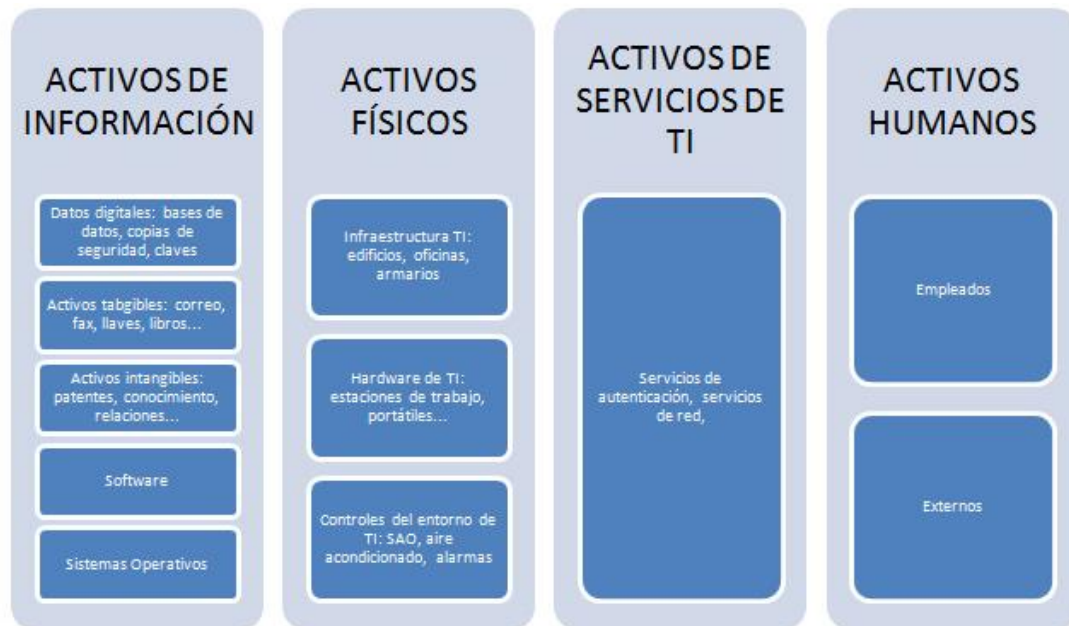 ACTIVOS DE
INFORMACIÓN
Datos digitales: bases de
datos, copias de
seguridad, claves
Activos tabgibles: correo,
fax, llaves, libros...
Activos intangibles:
patentes, conocimiento,
relaciones...
Software
Sistemas Operativos
ACTIVOS
FÍSICOS
Infraestructura TI:
edificios, oficinas,
armarios
Hardware de TI:
estaciones de trabajo,
portátiles...
Controles del entorno de
TI: SAO, aire
acondicionado, alarmas
ACTIVOS DE
SERVICIOS DE
TI
Servicios de
autenticación, servicios
de red,
ACTIVOS
HUMANOS
Empleados
Externos